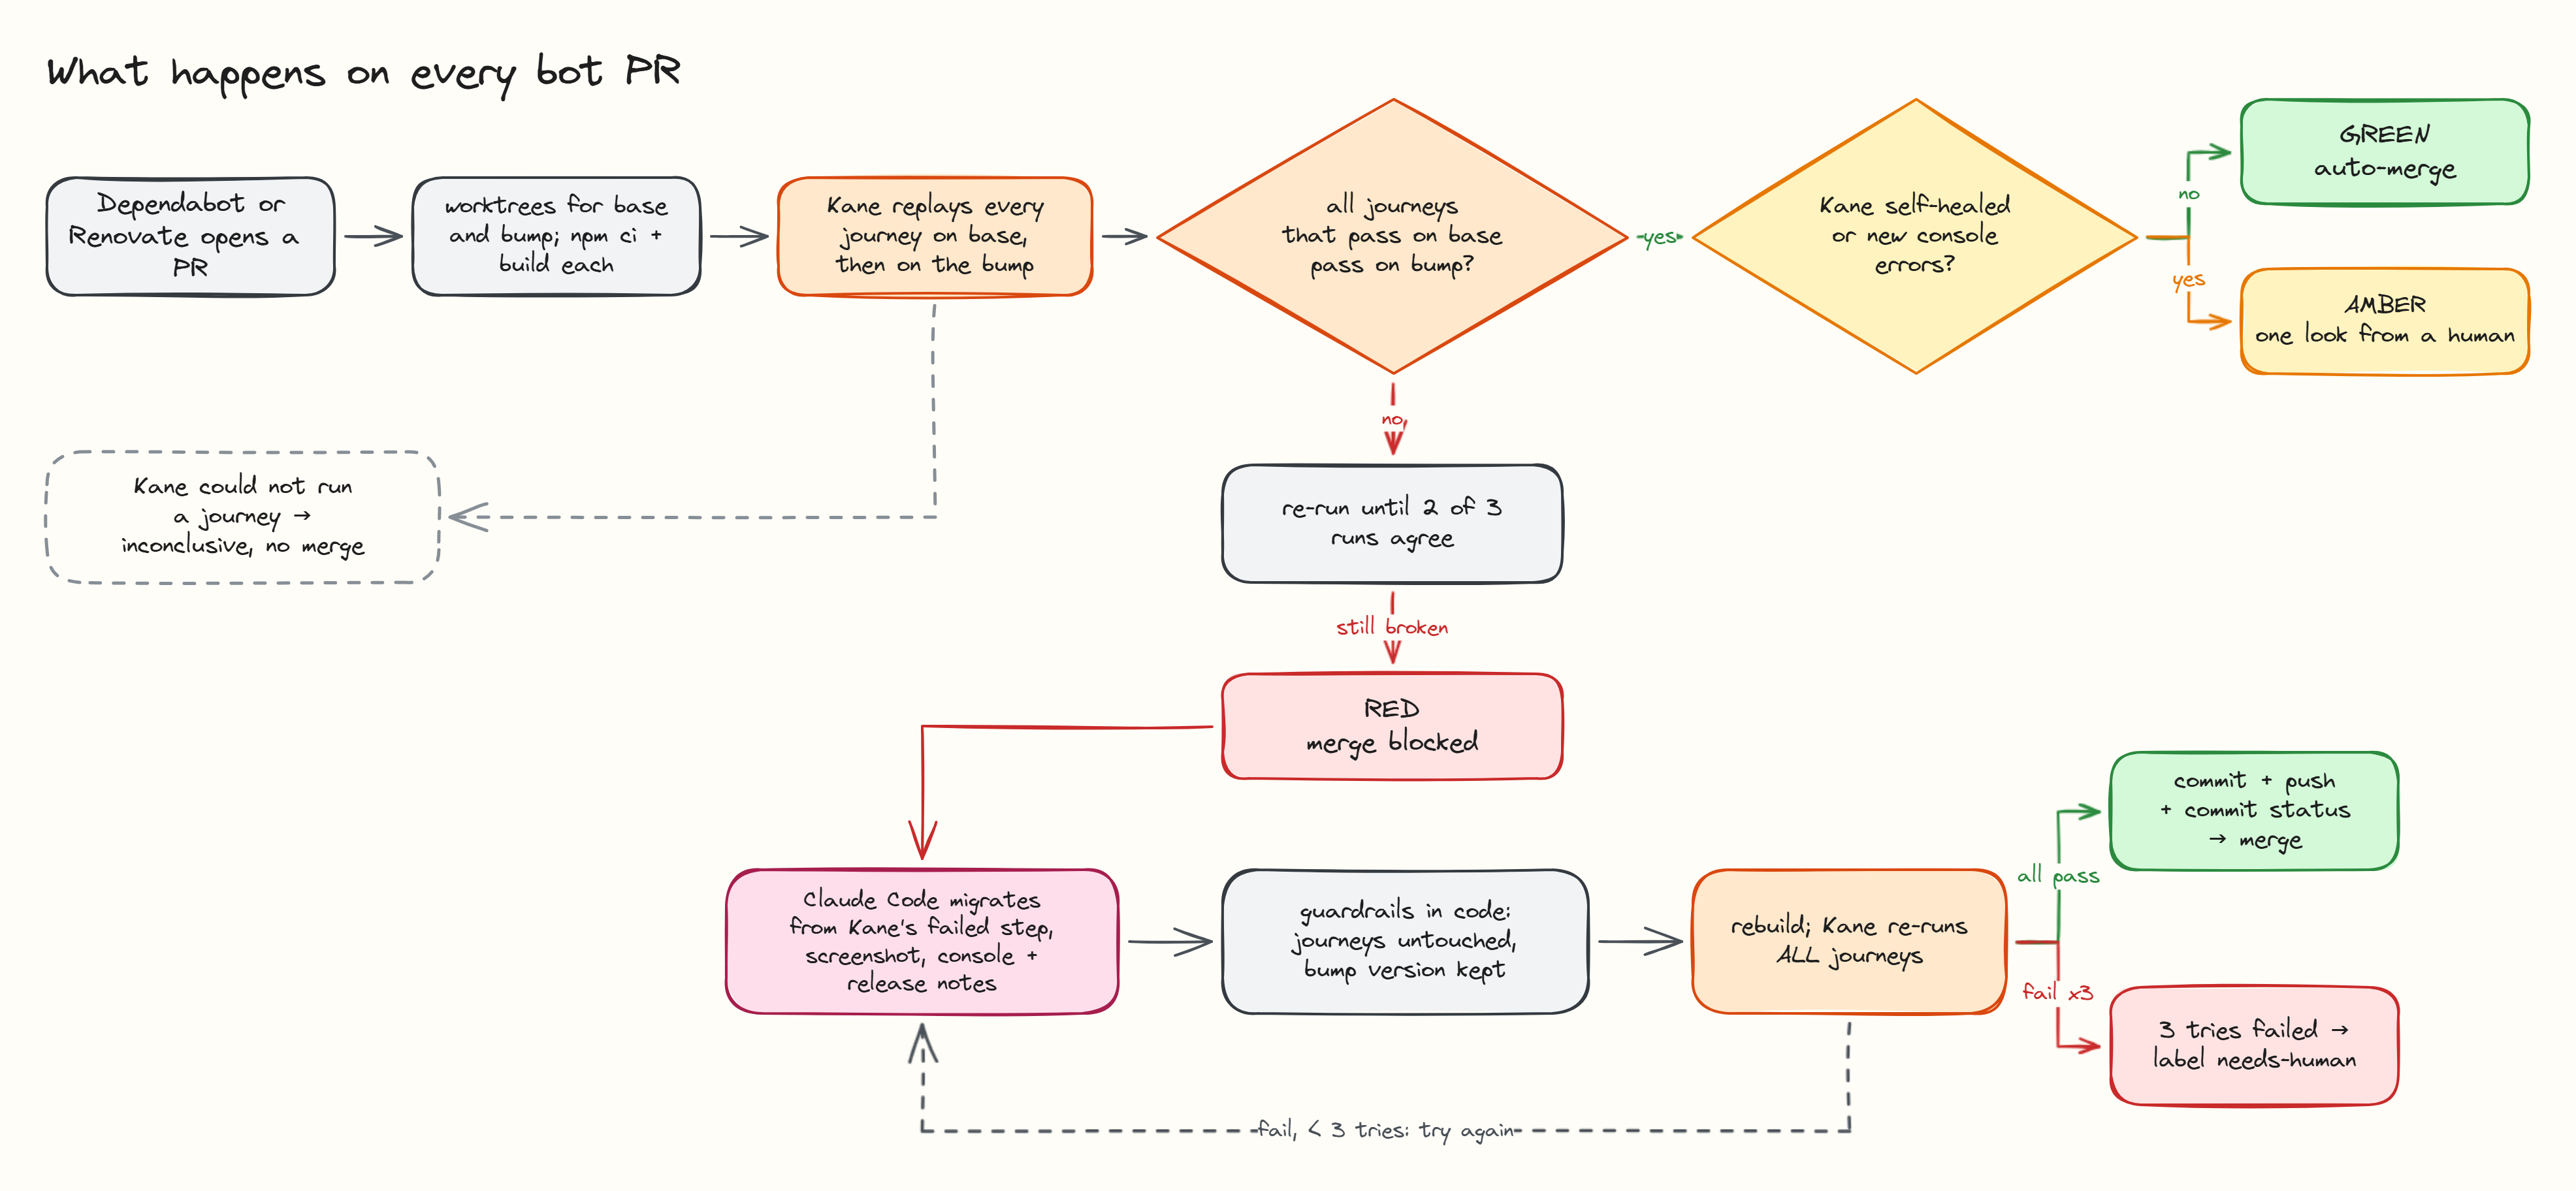 What happens on every bot PR
Dependabot or
Renovate opens a
PR
worktrees for base
and bump; npm ci +
build each
Kane replays every
journey on base,
then on the bump
all journeys
that pass on base
pass on bump?
yes
Kane self-healed
or new console
errors?
no
GREEN
auto-merge
yes
AMBER
one look from a human
no
Kane could not run
a journey →
inconclusive, no merge
re-run until 2 of 3
runs agree
still broken
RED
merge blocked
Claude Code migrates
from Kane's failed step,
screenshot, console +
release notes
guardrails in code:
journeys untouched,
bump version kept
rebuild; Kane re-runs
ALL journeys
all pass
commit + push
+ commit status
→ merge
fail x3
3 tries failed →
label needs-human
fail, < 3 tries: try again